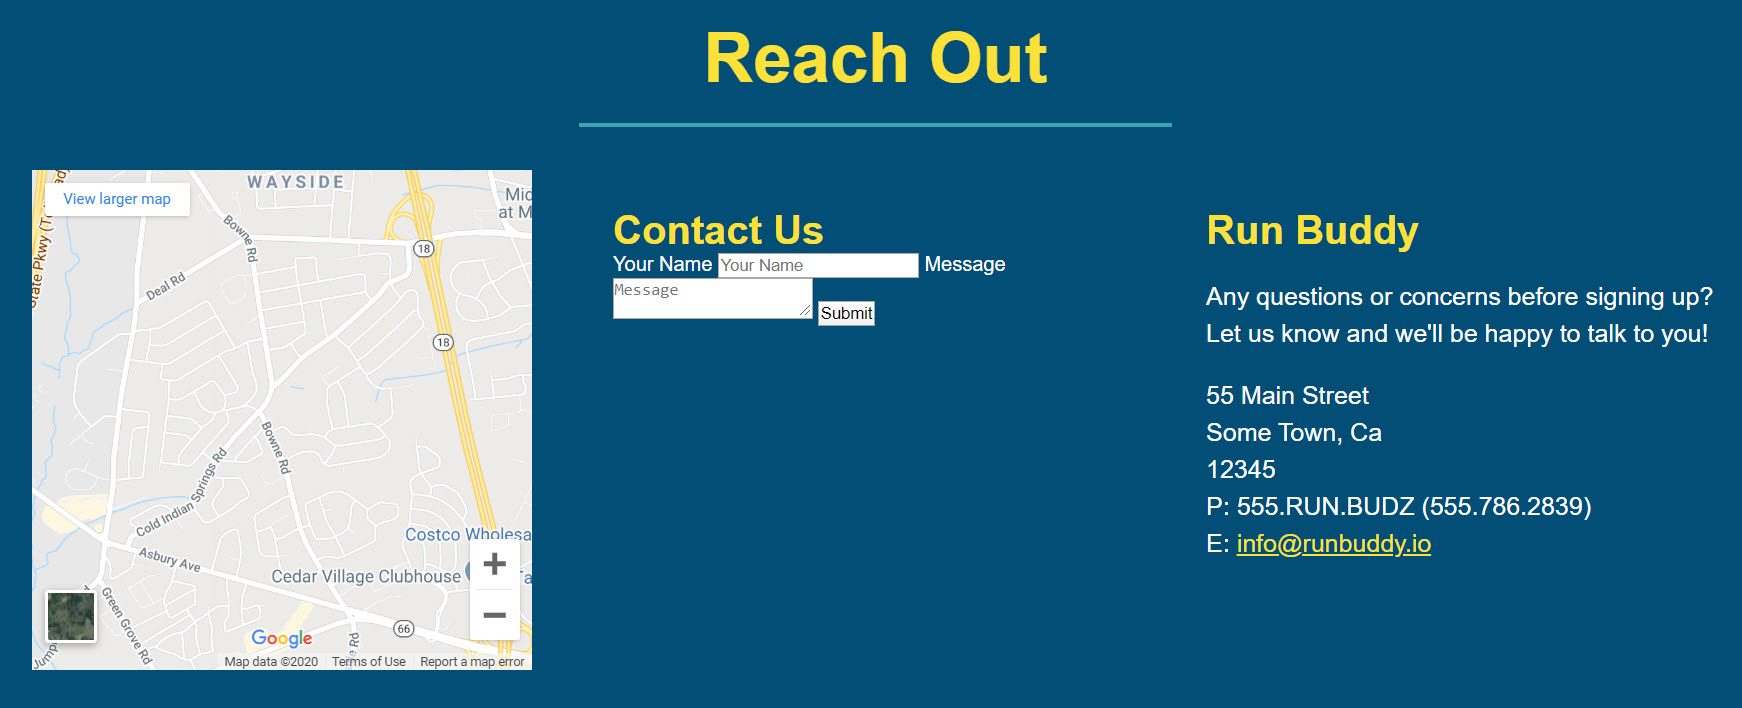 Reach Out
View larger map
WAYSIDE
Mid
at M
State Pkwy
Bowne Rd
18
Deal Rd
18
Bowne Rd
Cold Indian Springs Rd
Costco Wholesa
Asbury Ave
Cedar Village Clubhouse
Green Grove Rd
66
Google
Map data ©2020
Terms of Use
Report a map error
Contact Us
Your Name Your Name Message
Message Submit
Run Buddy
Any questions or concerns before signing up?
Let us know and we'll be happy to talk to you!
55 Main Street
Some Town, Ca
12345
P: 555.RUN.BUDZ (555.786.2839)
E: info@runbuddy.io